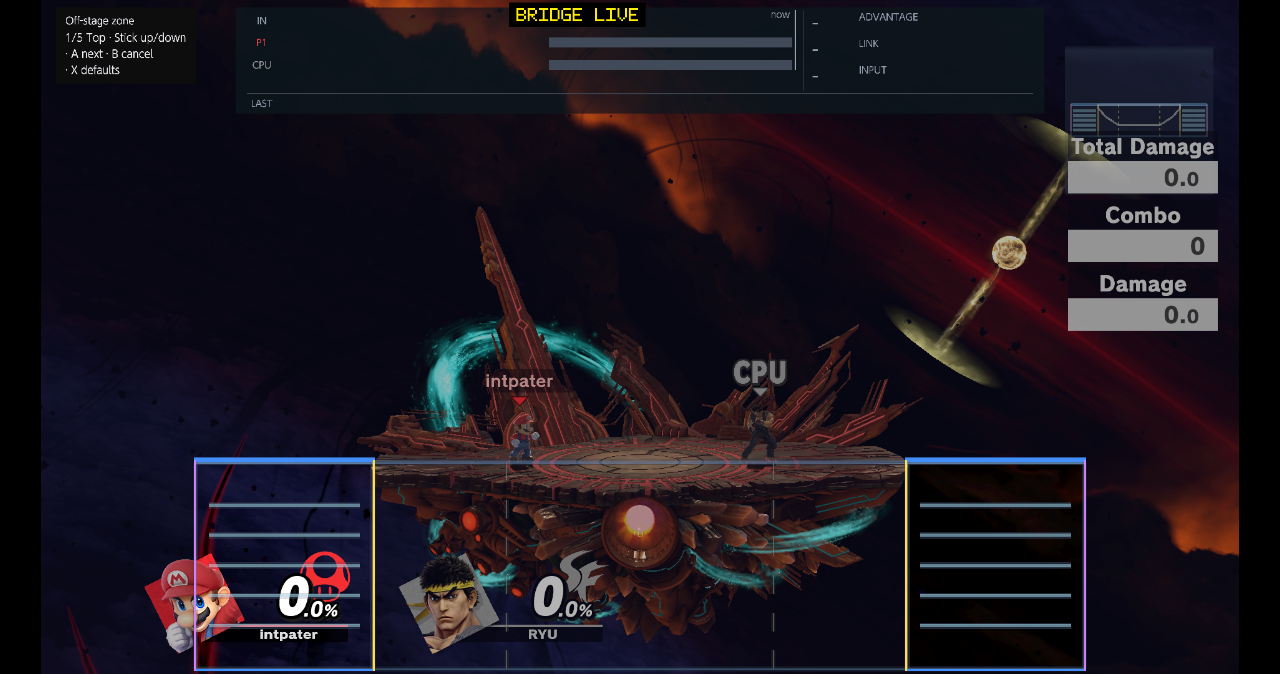 Off-stage zone
1/5 Top · Stick up/down
· A next · B cancel
· X defaults
BRIDGE LIVE
IN
now
P1
CPU
LAST
– ADVANTAGE
– LINK
– INPUT
Total Damage
0.0
Combo
0
Damage
0.0
intpater
CPU
M
0.0%
intpater
SF
0.0%
RYU